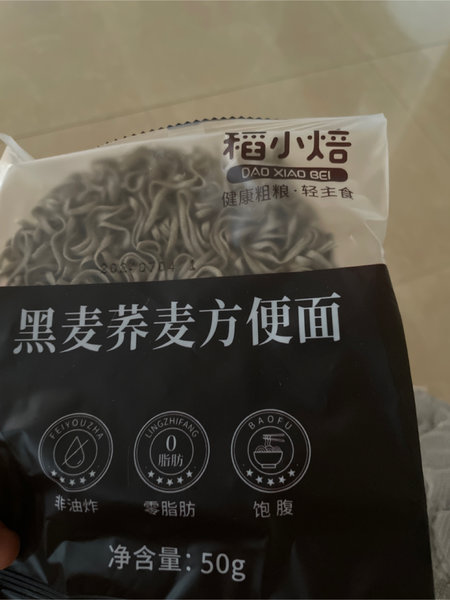 稻小焙
DAO XIAO BEI
健康粗粮·轻主食
黑麦荞麦方便面
FEIYOUZHA
LINGZHIFANG
BAOFU
0
脂肪
非油炸
零脂肪
饱腹
净含量：50g